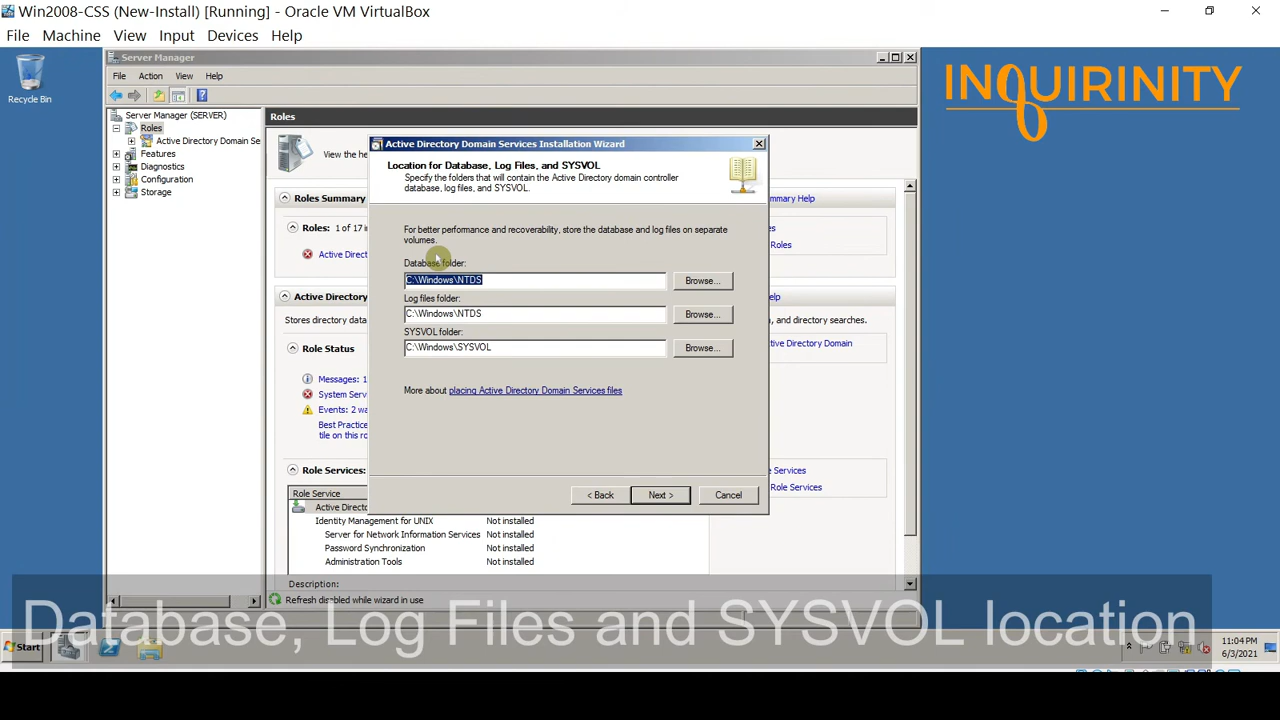 Win2008-CSS (New-Install) [Running] - Oracle VM VirtualBox
File Machine View Input Devices Help
Recycle Bin
Server Manager
File Action View Help
Server Manager (SERVER)
Roles
Active Directory Domain Se
Features
Diagnostics
Configuration
Storage
Roles
View the he
Roles Summary
mmary Help
Roles: 1 of 17 i
Active Direct
Roles
Active Directory
elp
Stores directory data
, and directory searches.
Role Status
ctive Directory Domain
Messages: 1
System Serv
Events: 2 wa
Best Practice
tile on this ro
Role Services:
Role Services
Role Service
Role Services
Active Directo
Identity Management for UNIX Not installed
Server for Network Information Services Not installed
Password Synchronization Not installed
Administration Tools Not installed
Description:
Refresh disabled while wizard in use
Active Directory Domain Services Installation Wizard
Location for Database, Log Files, and SYSVOL
Specify the folders that will contain the Active Directory domain controller
database, log files, and SYSVOL.
For better performance and recoverability, store the database and log files on separate
volumes.
Database folder:
C:\Windows\NTDS Browse...
Log files folder:
C:\Windows\NTDS Browse...
SYSVOL folder:
C:\Windows\SYSVOL Browse...
More about placing Active Directory Domain Services files
< Back Next > Cancel
INQUIRINITY
Database, Log Files and SYSVOL location
Start
11:04 PM
6/3/2021